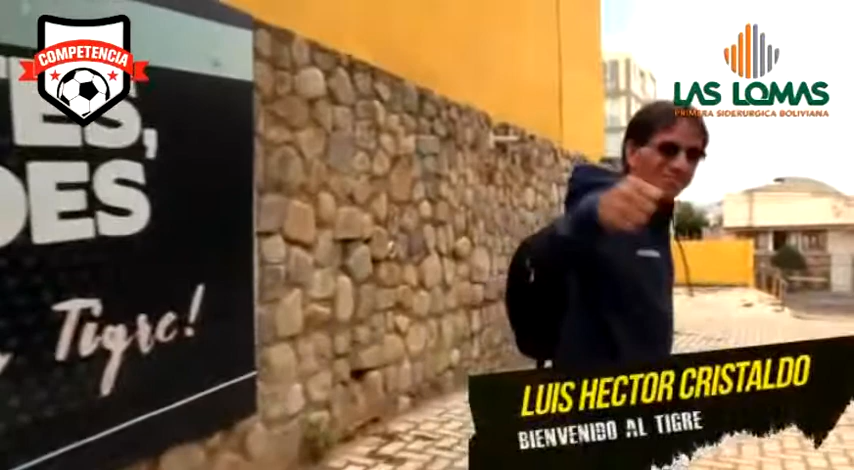 COMPETENCIA
LAS LOMAS
PRIMERA SIDERURGICA BOLIVIANA
ES,
DES
Tigre!
LUIS HECTOR CRISTALDO
BIENVENIDO AL TIGRE